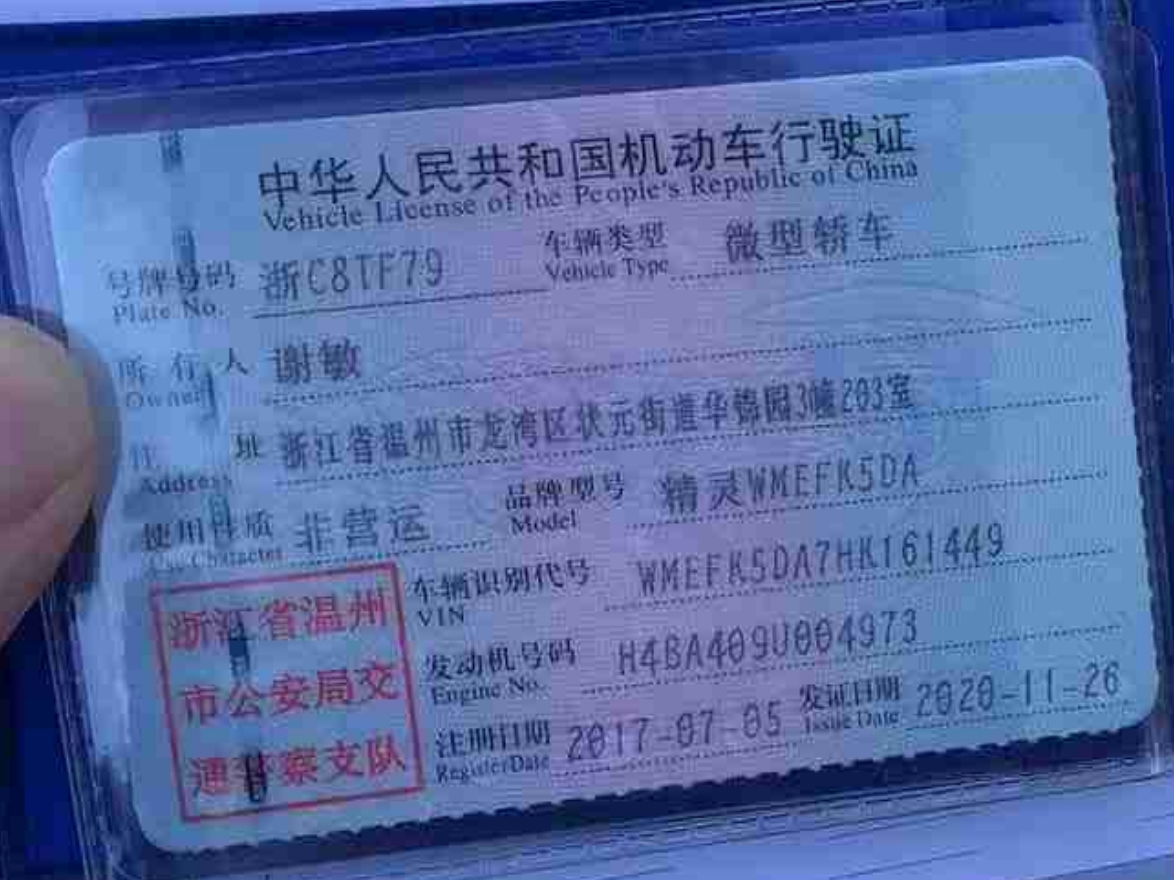 中华人民共和国机动车行驶证
Vehicle License of the People's Republic of China
号牌号码 浙C8TF79 车辆类型 微型轿车
Plate No. Vehicle Type
所有人 谢敏
Owner
住址 浙江省温州市龙湾区状元街道华锦园3幢203室
Address
使用性质 非营运 品牌型号 精灵WMEFK5DA
Use Character Model
车辆识别代号 WMEFK5DA7HK161449
VIN
发动机号码 H4BA409U004973
Engine No.
注册日期 2017-07-05 发证日期 2020-11-26
Register Date Issue Date
浙江省温州
市公安局交
通警察支队